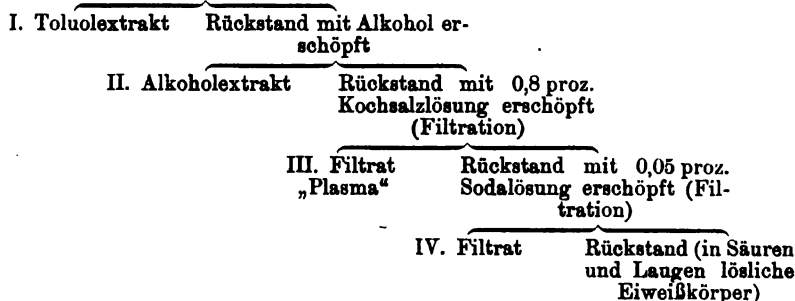 I. Toluolextrakt Rückstand mit Alkohol er-
schöpft
II. Alkoholextrakt Rückstand mit 0,8 proz.
Kochsalzlösung erschöpft
(Filtration)
III. Filtrat Rückstand mit 0,05 proz.
„Plasma“ Sodalösung erschöpft (Fil-
tration)
IV. Filtrat Rückstand (in Säuren
und Laugen lösliche
Eiweißkörper)